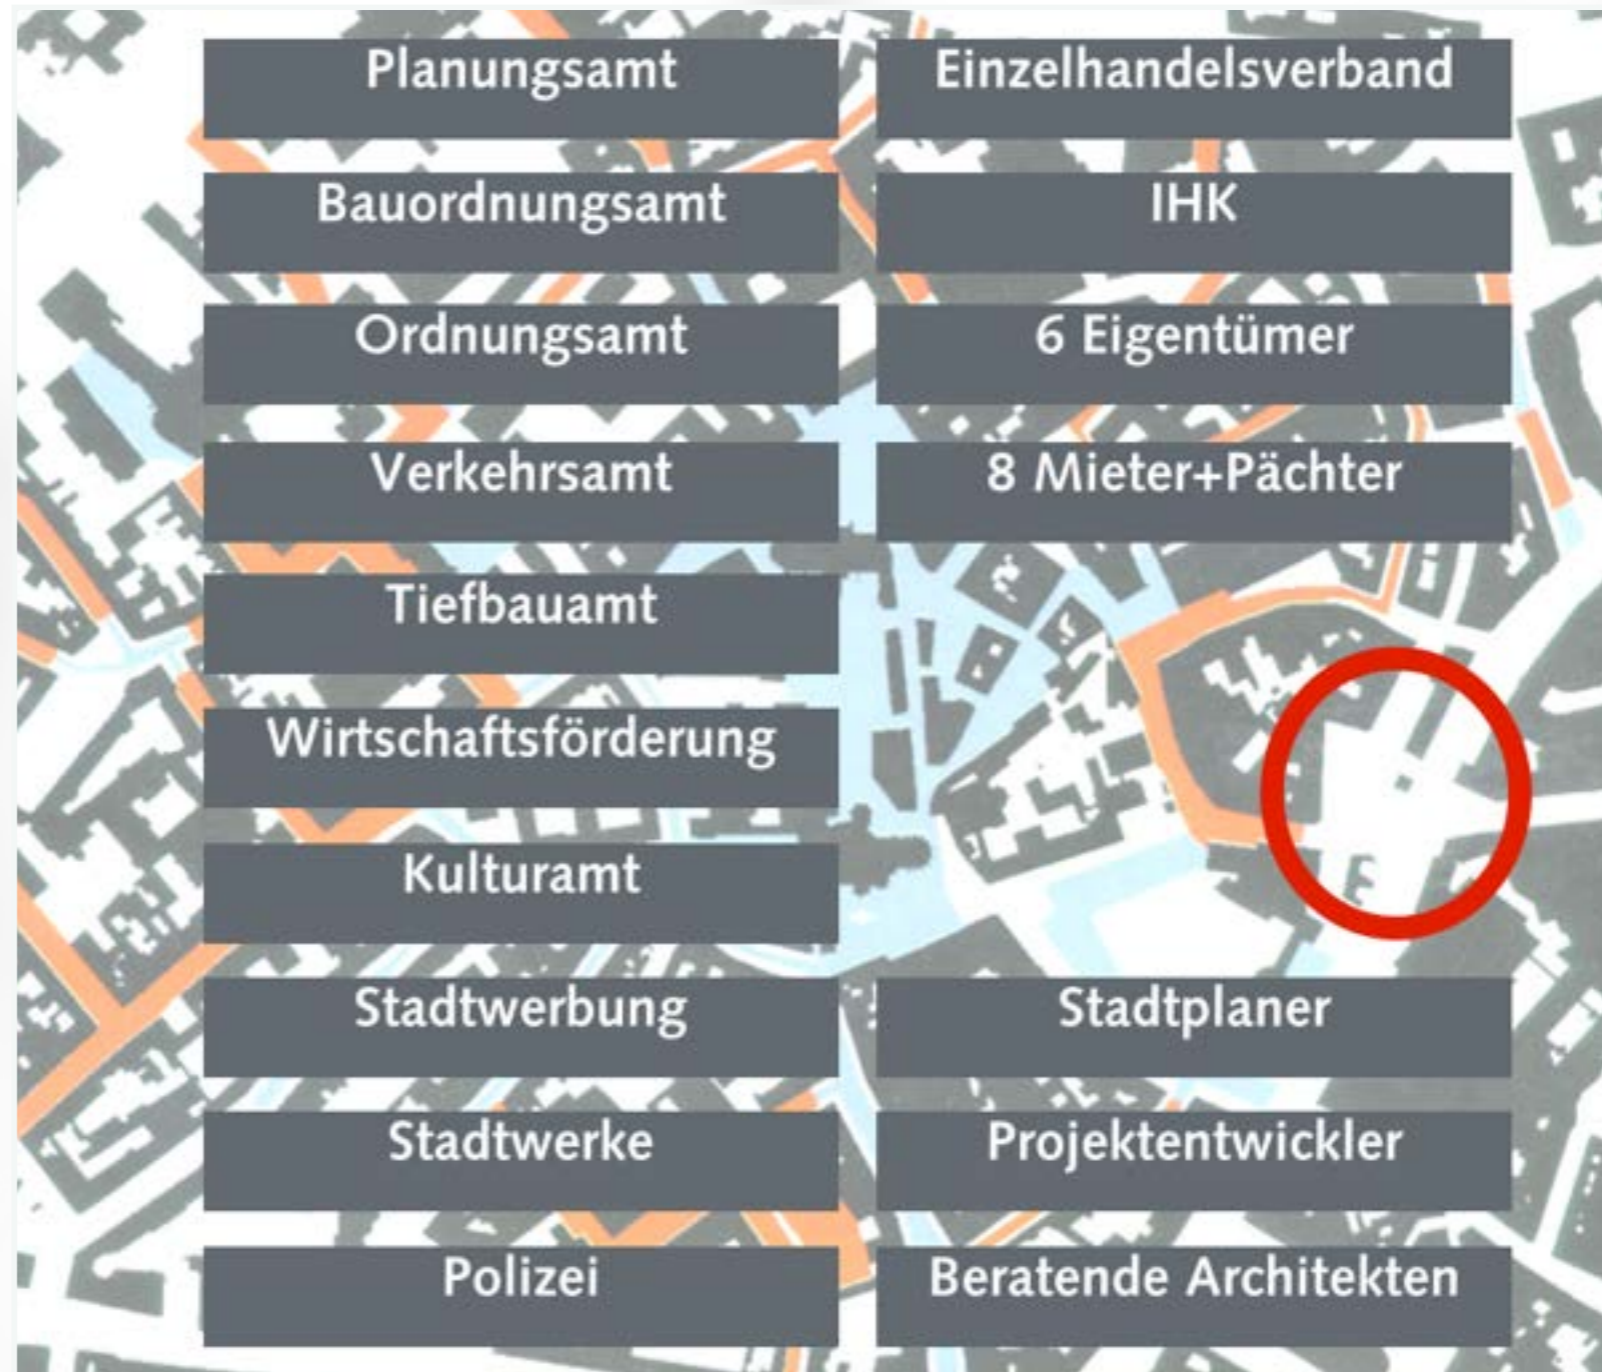 Planungsamt
Bauordnungsamt
Ordnungsamt
Verkehrsamt
Tiefbauamt
Wirtschaftsförderung
Kulturamt
Stadtwerbung
Stadtwerke
Polizei
Einzelhandelsverband
IHK
6 Eigentümer
8 Mieter+Pächter
Stadtplaner
Projektentwickler
Beratende Architekten